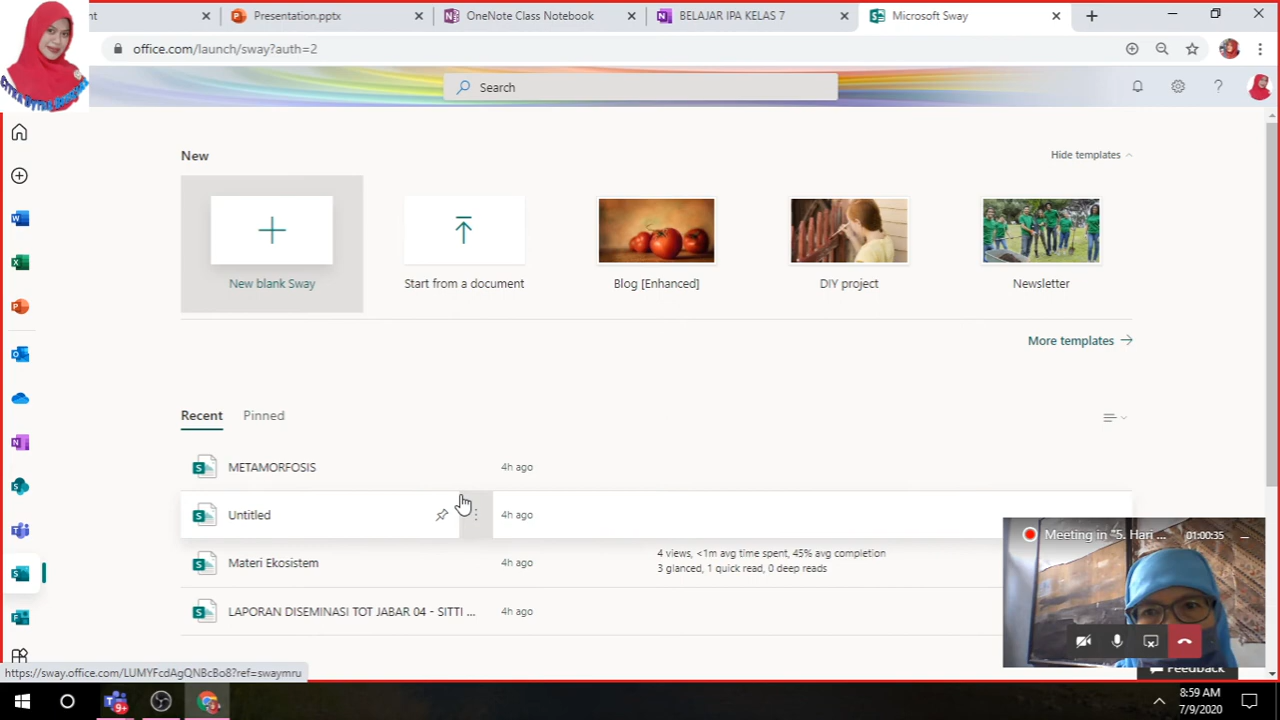 Presentation.pptx
OneNote Class Notebook
BELAJAR IPA KELAS 7
Microsoft Sway
office.com/launch/sway?auth=2
Search
New
Hide templates
New blank Sway
Start from a document
Blog [Enhanced]
DIY project
Newsletter
More templates
Recent
Pinned
METAMORFOSIS
4h ago
Untitled
4h ago
Materi Ekosistem
4h ago
4 views, <1m avg time spent, 45% avg completion
3 glanced, 1 quick read, 0 deep reads
LAPORAN DISEMINASI TOT JABAR 04 - SITTI ...
4h ago
Meeting in "5. Hari ...
01:00:35
Feedback
https://sway.office.com/LUMYFcdAgQNBcBo8?ref=swaymru
9+
8:59 AM
7/9/2020